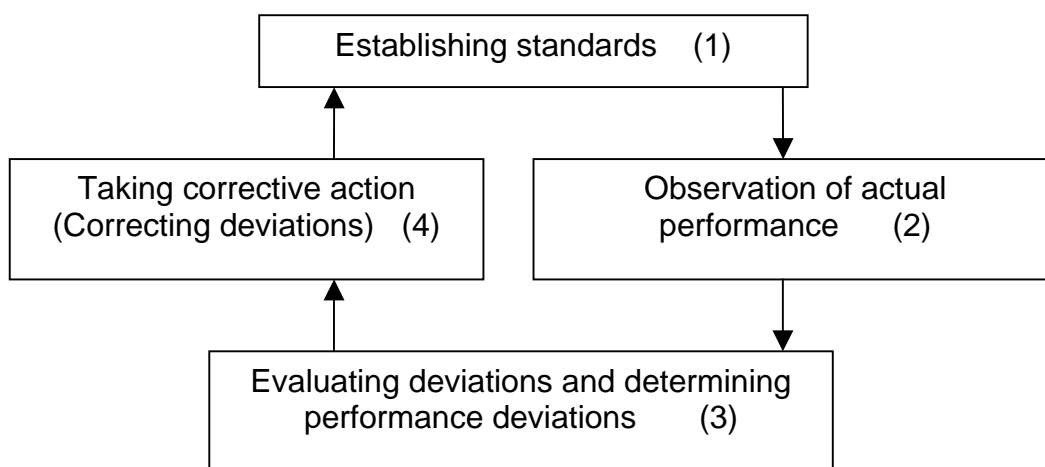 Establishing standards (1)
Taking corrective action
(Correcting deviations) (4)
Observation of actual
performance (2)
Evaluating deviations and determining
performance deviations (3)